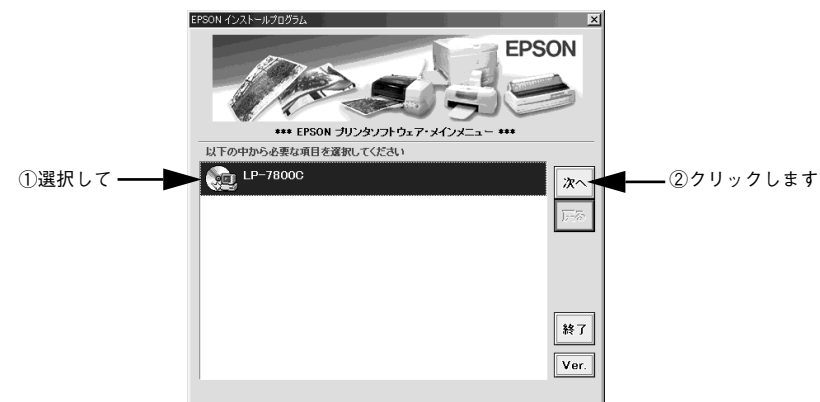 EPSON インストールプログラム
EPSON
*** EPSON プリンタソフトウェア・メインメニュー ***
以下の中から必要な項目を選択してください
①選択して
LP-7800C
次へ
②クリックします
戻る
終了
Ver.